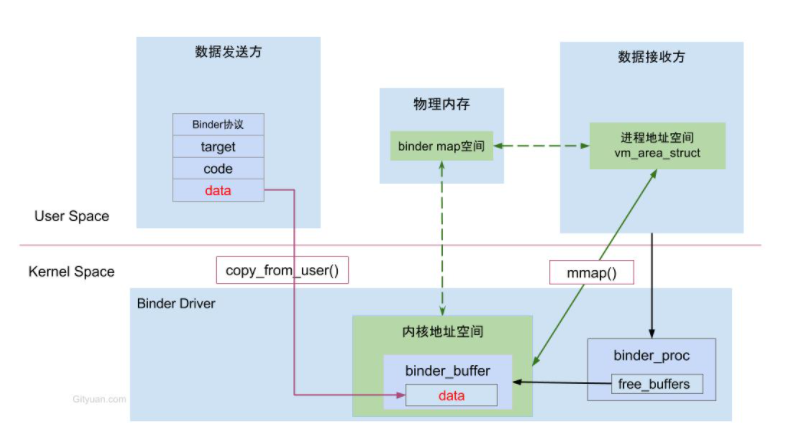 数据发送方
Binder协议
target
code
data
物理内存
binder map空间
数据接收方
进程地址空间
vm_area_struct
User Space
Kernel Space
copy_from_user()
mmap()
Binder Driver
内核地址空间
binder_buffer
data
binder_proc
free_buffers
Gityuan.com